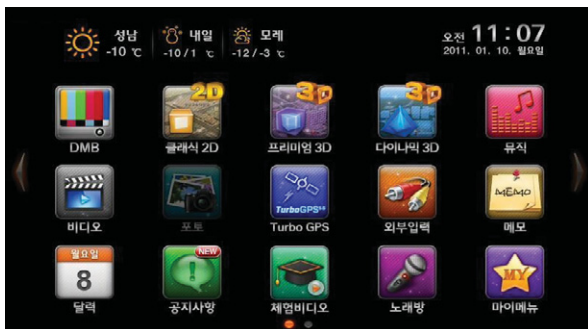 성남 내일 모레 오전 11:07
-10 ℃ -10/1 ℃ -12/-3 ℃ 2011. 01. 10. 월요일
2D 3D 3D
DMB 클래식 2D 프리미엄 3D 다이나믹 3D 뮤직
TurboGPS MEMO
비디오 포토 Turbo GPS 외부입력 메모
월요일 NEW
8 MY
달력 공지사항 체험비디오 노래방 마이메뉴